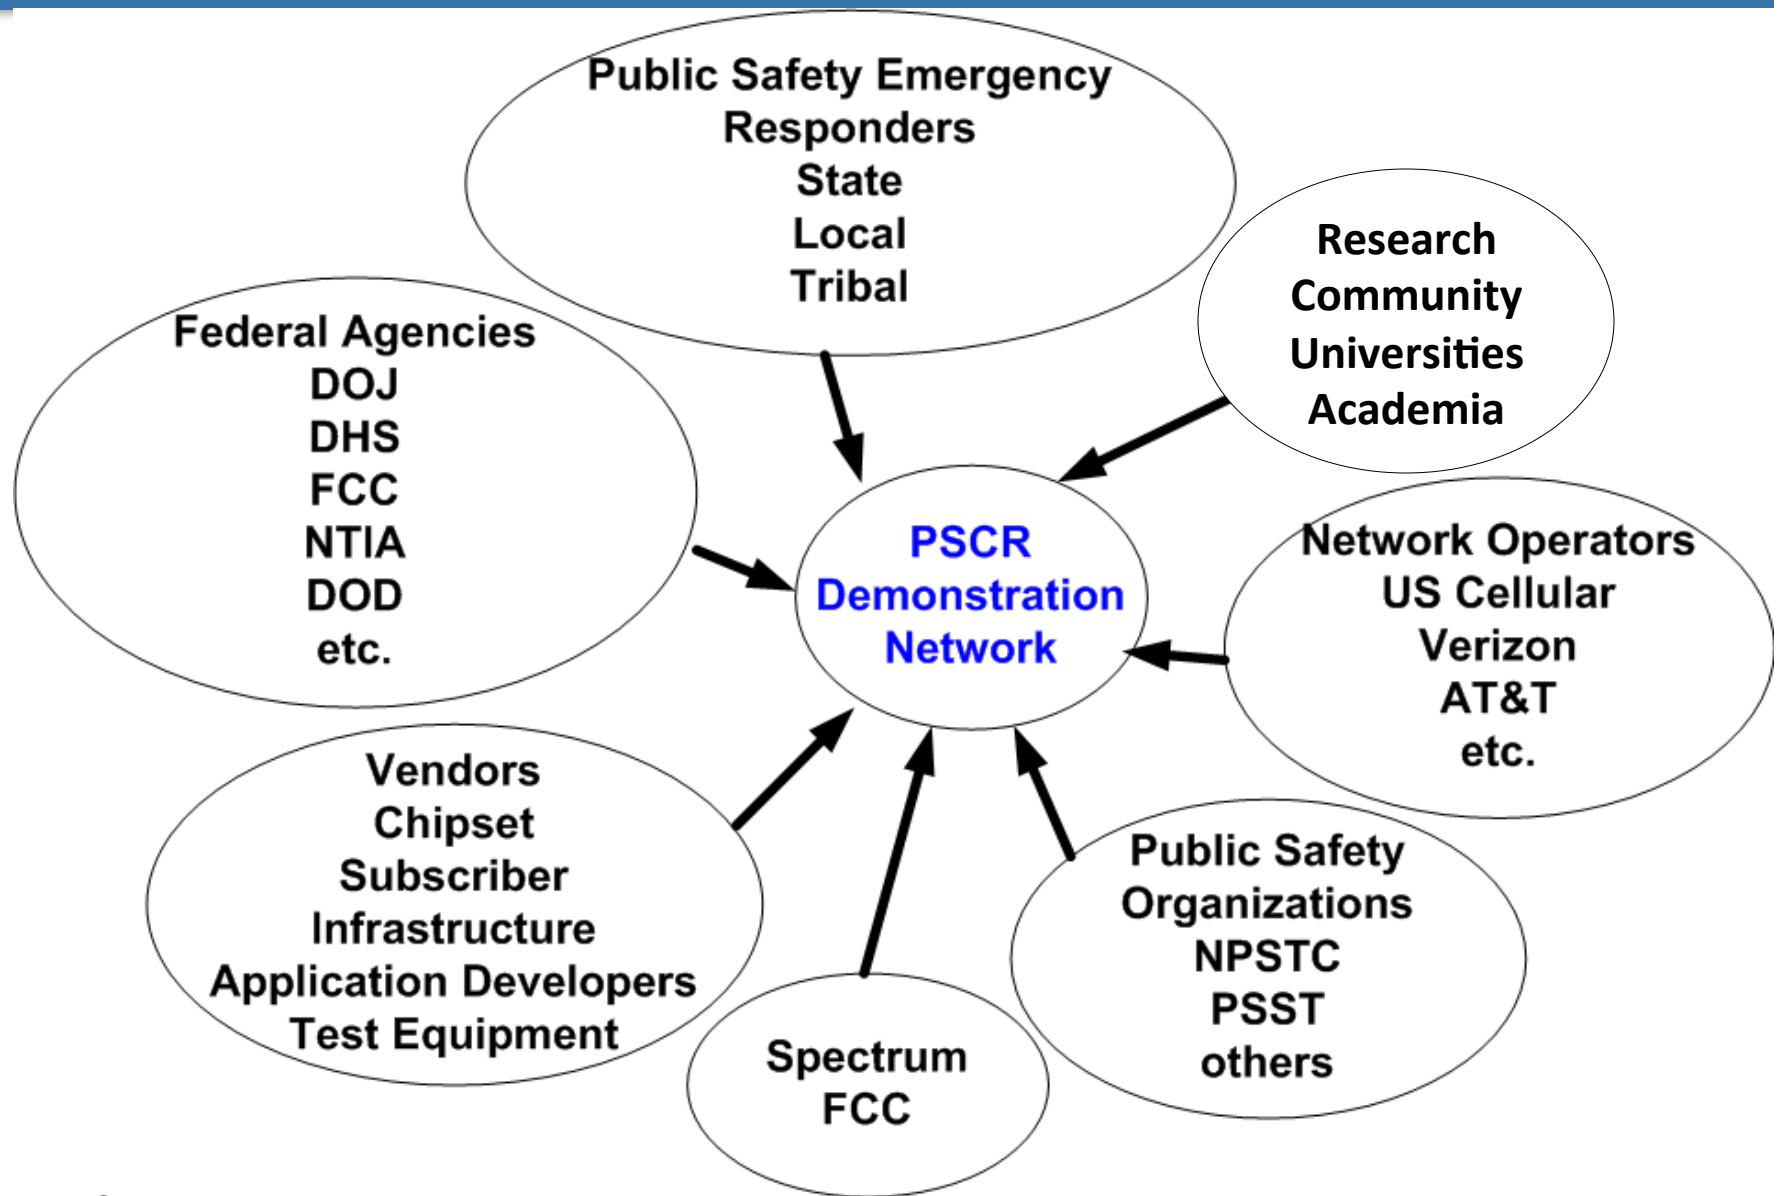 Public Safety Emergency
Responders
State
Local
Tribal
Research
Community
Universities
Academia
Federal Agencies
DOJ
DHS
FCC
NTIA
DOD
etc.
PSCR
Demonstration
Network
Network Operators
US Cellular
Verizon
AT&T
etc.
Vendors
Chipset
Subscriber
Infrastructure
Application Developers
Test Equipment
Spectrum
FCC
Public Safety
Organizations
NPSTC
PSST
others